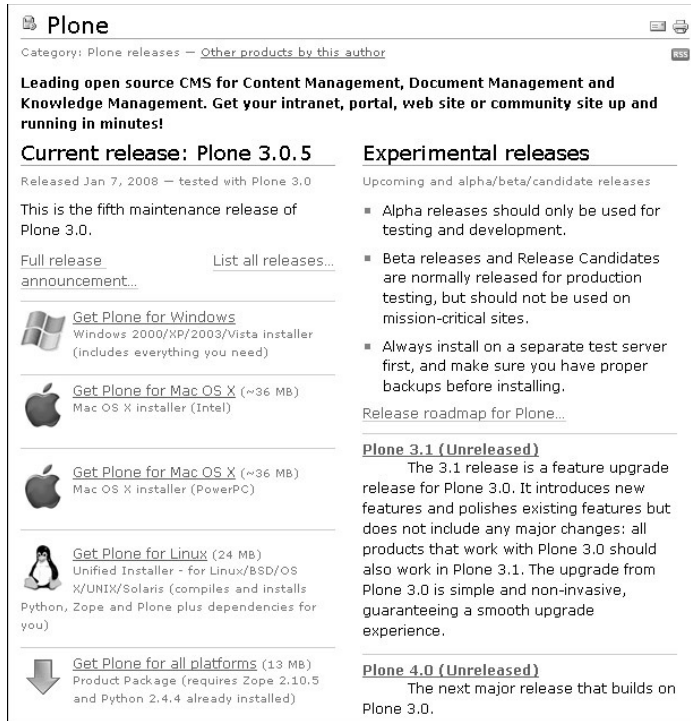 Plone
Category: Plone releases — Other products by this author
RSS
Leading open source CMS for Content Management, Document Management and
Knowledge Management. Get your intranet, portal, web site or community site up and
running in minutes!
Current release: Plone 3.0.5
Released Jan 7, 2008 — tested with Plone 3.0
This is the fifth maintenance release of
Plone 3.0.
Full release
announcement...
List all releases...
Get Plone for Windows
Windows 2000/XP/2003/Vista installer
(includes everything you need)
Get Plone for Mac OS X (~36 MB)
Mac OS X installer (Intel)
Get Plone for Mac OS X (~36 MB)
Mac OS X installer (PowerPC)
Get Plone for Linux (24 MB)
Unified Installer - for Linux/BSD/OS
X/UNIX/Solaris (compiles and installs
Python, Zope and Plone plus dependencies for
you)
Get Plone for all platforms (13 MB)
Product Package (requires Zope 2.10.5
and Python 2.4.4 already installed)
Experimental releases
Upcoming and alpha/beta/candidate releases
Alpha releases should only be used for
testing and development.
Beta releases and Release Candidates
are normally released for production
testing, but should not be used on
mission-critical sites.
Always install on a separate test server
first, and make sure you have proper
backups before installing.
Release roadmap for Plone...
Plone 3.1 (Unreleased)
The 3.1 release is a feature upgrade
release for Plone 3.0. It introduces new
features and polishes existing features but
does not include any major changes: all
products that work with Plone 3.0 should
also work in Plone 3.1. The upgrade from
Plone 3.0 is simple and non-invasive,
guaranteeing a smooth upgrade
experience.
Plone 4.0 (Unreleased)
The next major release that builds on
Plone 3.0.